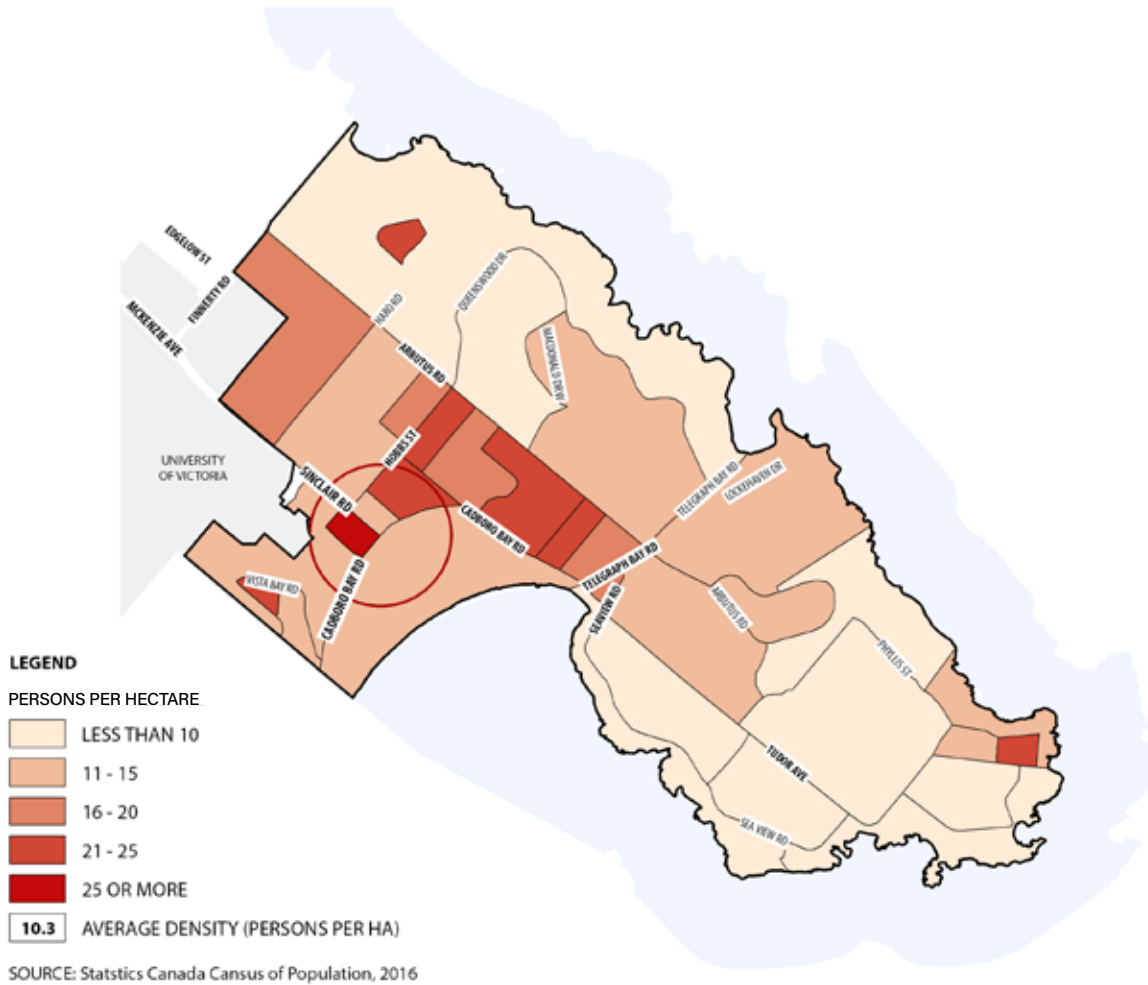 EDGELOW ST
FINNERTY RD
MCKENZIE AVE
HARO RD
QUEENSWOOD DR
ARBUTUS RD
MACDONALD DRW
HOBBS ST
UNIVERSITY
OF VICTORIA
SINCLAIR RD
TELEGRAPH BAY RD
LOCKEHAVEN DR
CADBORO BAY RD
TELEGRAPH BAY RD
VISTA BAY RD
CADBORO BAY RD
SEAVIEW RD
ARBUTUS RD
PHYLLIS ST
TUDOR AVE
SEA VIEW RD
LEGEND
PERSONS PER HECTARE
LESS THAN 10
11 - 15
16 - 20
21 - 25
25 OR MORE
10.3 AVERAGE DENSITY (PERSONS PER HA)
SOURCE: Statstics Canada Cansus of Population, 2016